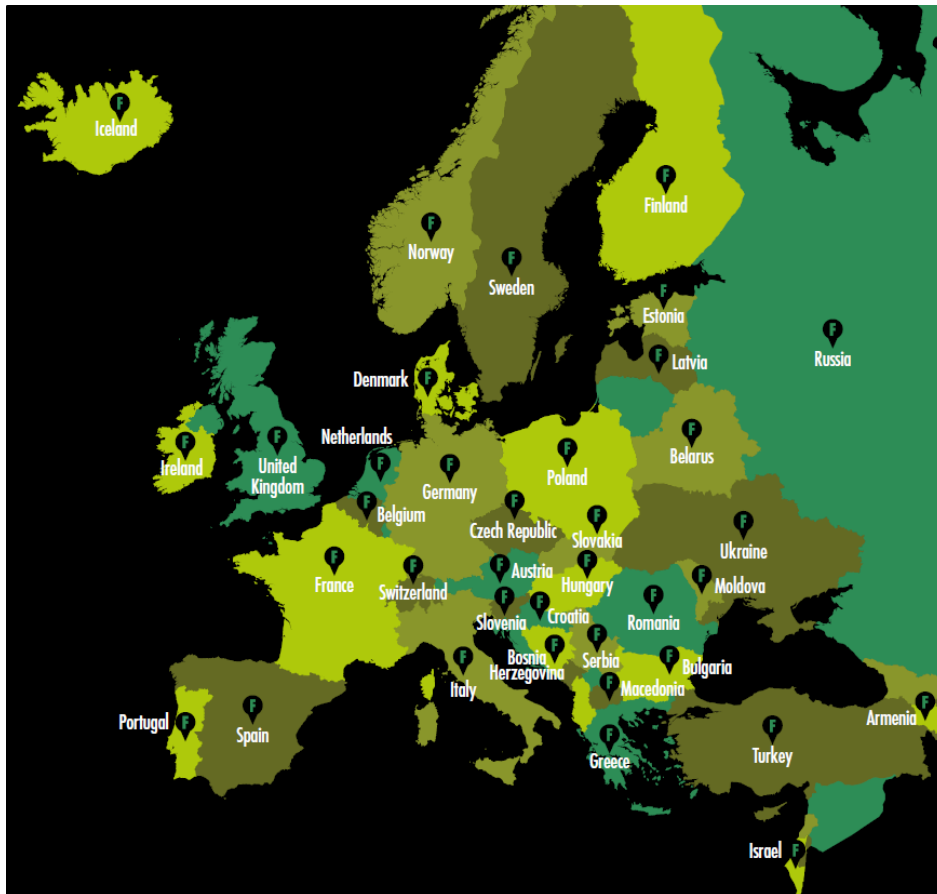 F
Iceland
F
Finland
F
Norway
F
Sweden
F
Estonia
F
Russia
F
Latvia
Denmark
F
F
Ireland
F
United
Kingdom
Netherlands
F
F
Germany
F
Poland
F
Belarus
F
Belgium
F
Czech Republic
F
Slovakia
F
Ukraine
F
France
F
Switzerland
F
Austria
F
Hungary
F
Moldova
F
Slovenia
F
Croatia
F
Romania
F
Bosnia
Herzegovina
F
Serbia
F
Bulgaria
F
Italy
F
Macedonia
Portugal
F
F
Spain
F
Greece
F
Turkey
F
Armenia
Israel
F